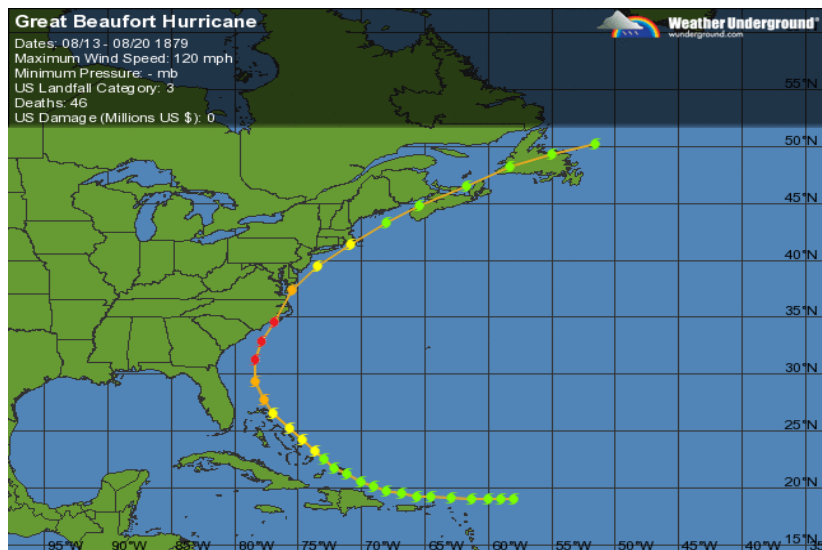 Great Beaufort Hurricane
Dates: 08/13 - 08/20 1879
Maximum Wind Speed: 120 mph
Minimum Pressure: - mb
US Landfall Category: 3
Deaths: 46
US Damage (Millions US $): 0
Weather Underground®
wunderground.com
55°N
50°N
45°N
40°N
35°N
30°N
25°N
20°N
15°N
95°W 90°W 85°W 80°W 75°W 70°W 65°W 60°W 55°W 50°W 45°W 40°W 35